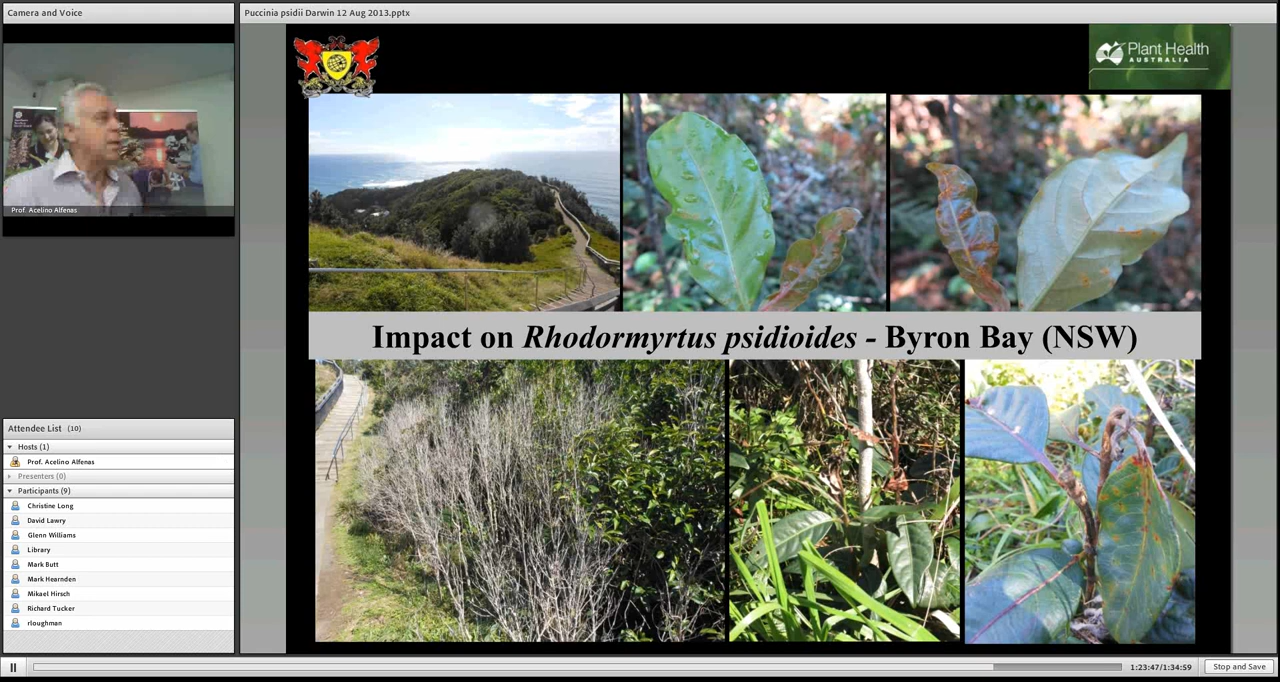 Camera and Voice
Puccinia psidii Darwin 12 Aug 2013.pptx
Plant Health
AUSTRALIA
Prof. Acelino Alfenas
Impact on Rhodormyrtus psidioides - Byron Bay (NSW)
Attendee List (10)
Hosts (1)
Prof. Acelino Alfenas
Presenters (0)
Participants (9)
Christine Long
David Lawry
Glenn Williams
Library
Mark Butt
Mark Hearnden
Mikael Hirsch
Richard Tucker
rloughman
1:23:47/1:34:59
Stop and Save